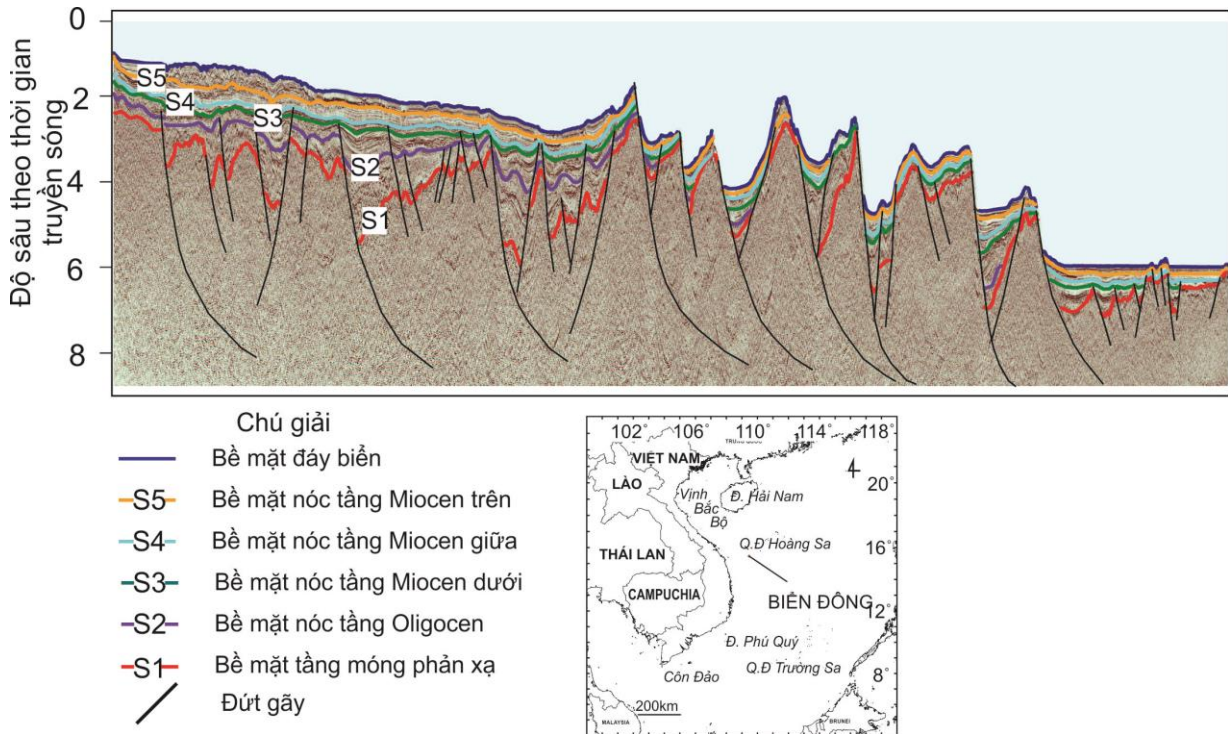 0
2
4
6
8
Độ sâu theo thời gian
truyền sóng
S5
S4
S3
S2
S1
Chú giải
Bề mặt đáy biển
S5 Bề mặt nóc tầng Miocen trên
S4 Bề mặt nóc tầng Miocen giữa
S3 Bề mặt nóc tầng Miocen dưới
S2 Bề mặt nóc tầng Oligocen
S1 Bề mặt tầng móng phản xạ
Đứt gãy
102° 106° 110° 114° 118°
VIỆT NAM
LÀO
20°
Vịnh
Bắc
Bộ
Đ. Hải Nam
Q.Đ Hoàng Sa
16°
THÁI LAN
CAMPUCHIA
BIỂN ĐÔNG
12°
Đ. Phú Quý
Q.Đ Trường Sa
8°
Côn Đảo
200km
MALAYSIA
BRUNEI